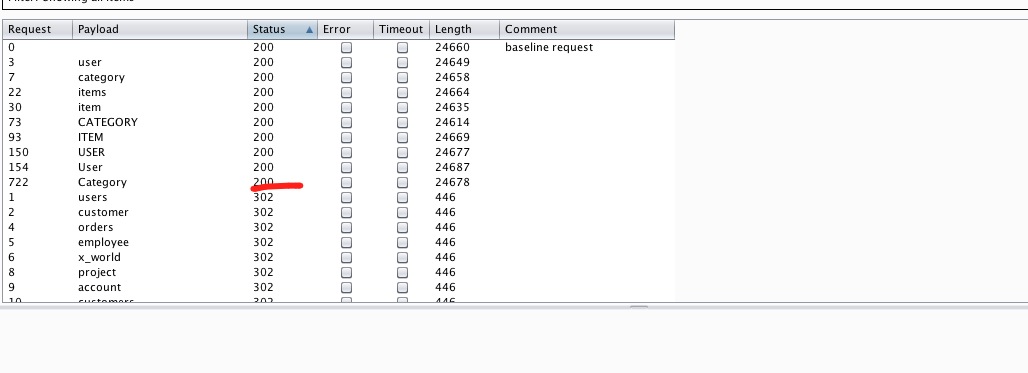 Request Payload Status Error Timeout Length Comment
0 200 24660 baseline request
3 user 200 24649
7 category 200 24658
22 items 200 24664
30 item 200 24635
73 CATEGORY 200 24614
93 ITEM 200 24669
150 USER 200 24677
154 User 200 24687
722 Category 200 24678
1 users 302 446
2 customer 302 446
4 orders 302 446
5 employee 302 446
6 x_world 302 446
8 project 302 446
9 account 302 446
10 customers 302 446